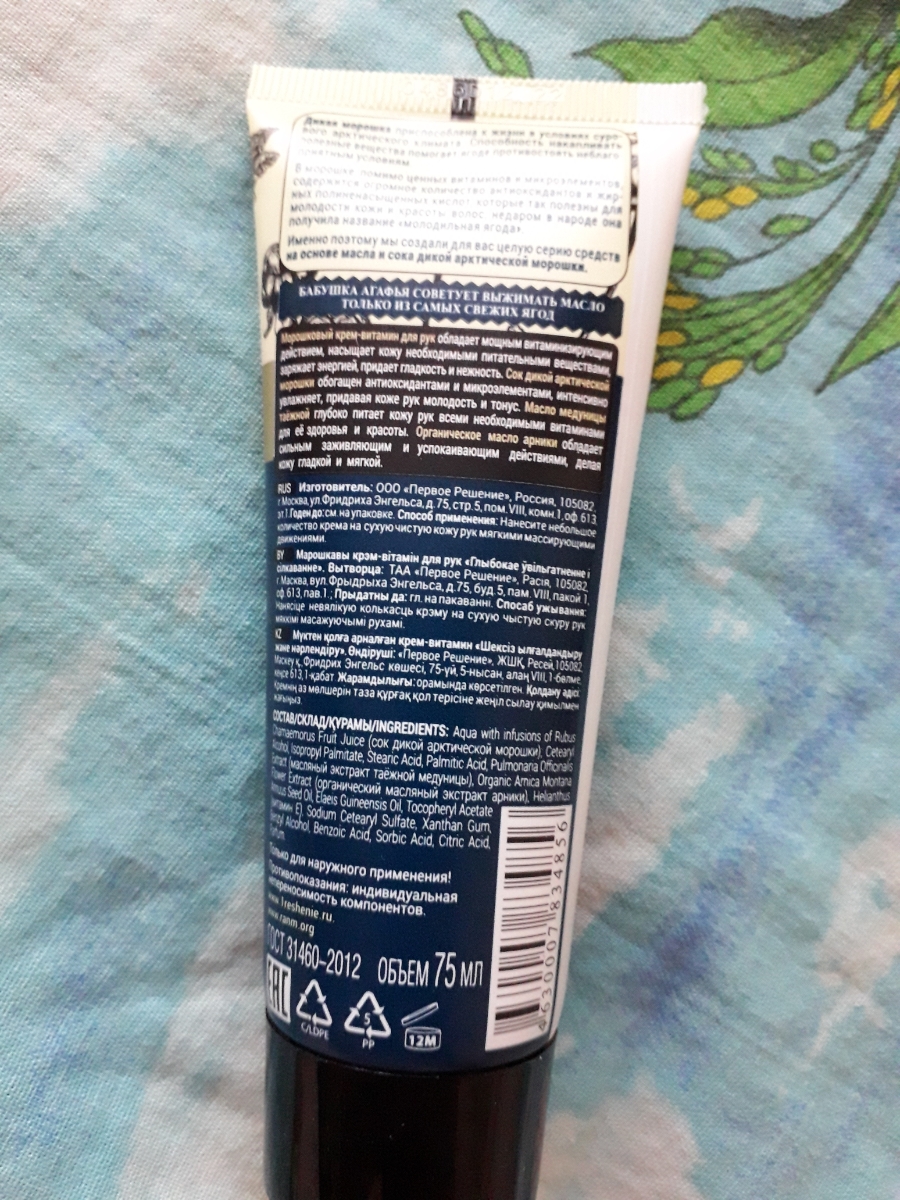 Дикая морошка приспособлена к жизни в условиях суро-
вого арктического климата. Способность накапливать
полезные вещества помогает ягоде противостоять неблаго-
приятным условиям.
В морошке, помимо ценных витаминов и микроэлементов,
содержится огромное количество антиоксидантов и жир-
ных полиненасыщенных кислот, которые так полезны для
молодости кожи и красоты волос, недаром в народе она
получила название «молодильная ягода».
Именно поэтому мы создали для вас целую серию средств
на основе масла и сока дикой арктической морошки.
БАБУШКА АГАФЬЯ СОВЕТУЕТ ВЫЖИМАТЬ МАСЛО
ТОЛЬКО ИЗ САМЫХ СВЕЖИХ ЯГОД
Морошковый крем-витамин для рук обладает мощным витаминизирующим
действием, насыщает кожу необходимыми питательными веществами,
заряжает энергией, придает гладкость и нежность. Сок дикой арктической
морошки обогащен антиоксидантами и микроэлементами, интенсивно
увлажняет, придавая коже рук молодость и тонус. Масло медуницы
таёжной глубоко питает кожу рук всеми необходимыми витаминами
для её здоровья и красоты. Органическое масло арники обладает
сильным заживляющим и успокаивающим действиями, делая
кожу гладкой и мягкой.
RUS Изготовитель: ООО «Первое Решение», Россия, 105082,
г. Москва, ул. Фридриха Энгельса, д. 75, стр. 5, пом. VIII, комн. 1, оф. 613,
эт. 1. Годен до: см. на упаковке. Способ применения: Нанесите небольшое
количество крема на сухую чистую кожу рук мягкими массирующими
движениями.
BY Марошкавы крэм-вітамін для рук «Глыбокае ўвільгатненне і
сілкаванне». Вытворца: ТАА «Первое Решение», Расія, 105082,
г. Москва, вул. Фрыдрыха Энгельса, д. 75, буд. 5, пам. VIII, пакой 1,
оф. 613, пав. 1.; Прыдатны да: гл. на пакаванні. Спосаб ужывання:
Нанясіце невялікую колькасць крэму на сухую чыстую скуру рук
мяккімі масажуючымі рухамі.
KZ Мүктен қолға арналған крем-витамин «Шексіз ылғалдандыру
және нәрлендіру». Өндіруші: «Первое Решение», ЖШҚ, Ресей, 105082,
Маскеу қ, Фридрих Энгельс көшесі, 75-үй, 5-нысан, алаң VIII, 1-бөлме,
кеңсе 613, 1-қабат Жарамдылығы: орамында көрсетілген. Қолдану әдісі:
Кремнің аз мөлшерін таза құрғақ қол терісіне жеңіл сылау қимылмен
жағыңыз.
СОСТАВ/СКЛАД/ҚҰРАМЫ/INGREDIENTS: Aqua with infusions of Rubus
Chamaemorus Fruit Juice (сок дикой арктической морошки), Cetearyl
Alcohol, Isopropyl Palmitate, Stearic Acid, Palmitic Acid, Pulmonaria Officinalis
Extract (масляный экстракт таёжной медуницы), Organic Arnica Montana
Flower Extract (органический масляный экстракт арники), Helianthus
Annuus Seed Oil, Elaeis Guineensis Oil, Tocopheryl Acetate
(витамин Е), Sodium Cetearyl Sulfate, Xanthan Gum,
Benzyl Alcohol, Benzoic Acid, Sorbic Acid, Citric Acid,
Parfum.
Только для наружного применения!
Противопоказания: индивидуальная
непереносимость компонентов.
www.1reshenie.ru.
www.ranm.org
ГОСТ 31460-2012 ОБЪЕМ 75 МЛ
EAC
C/LDPE
5
PP
12M
4630007834856